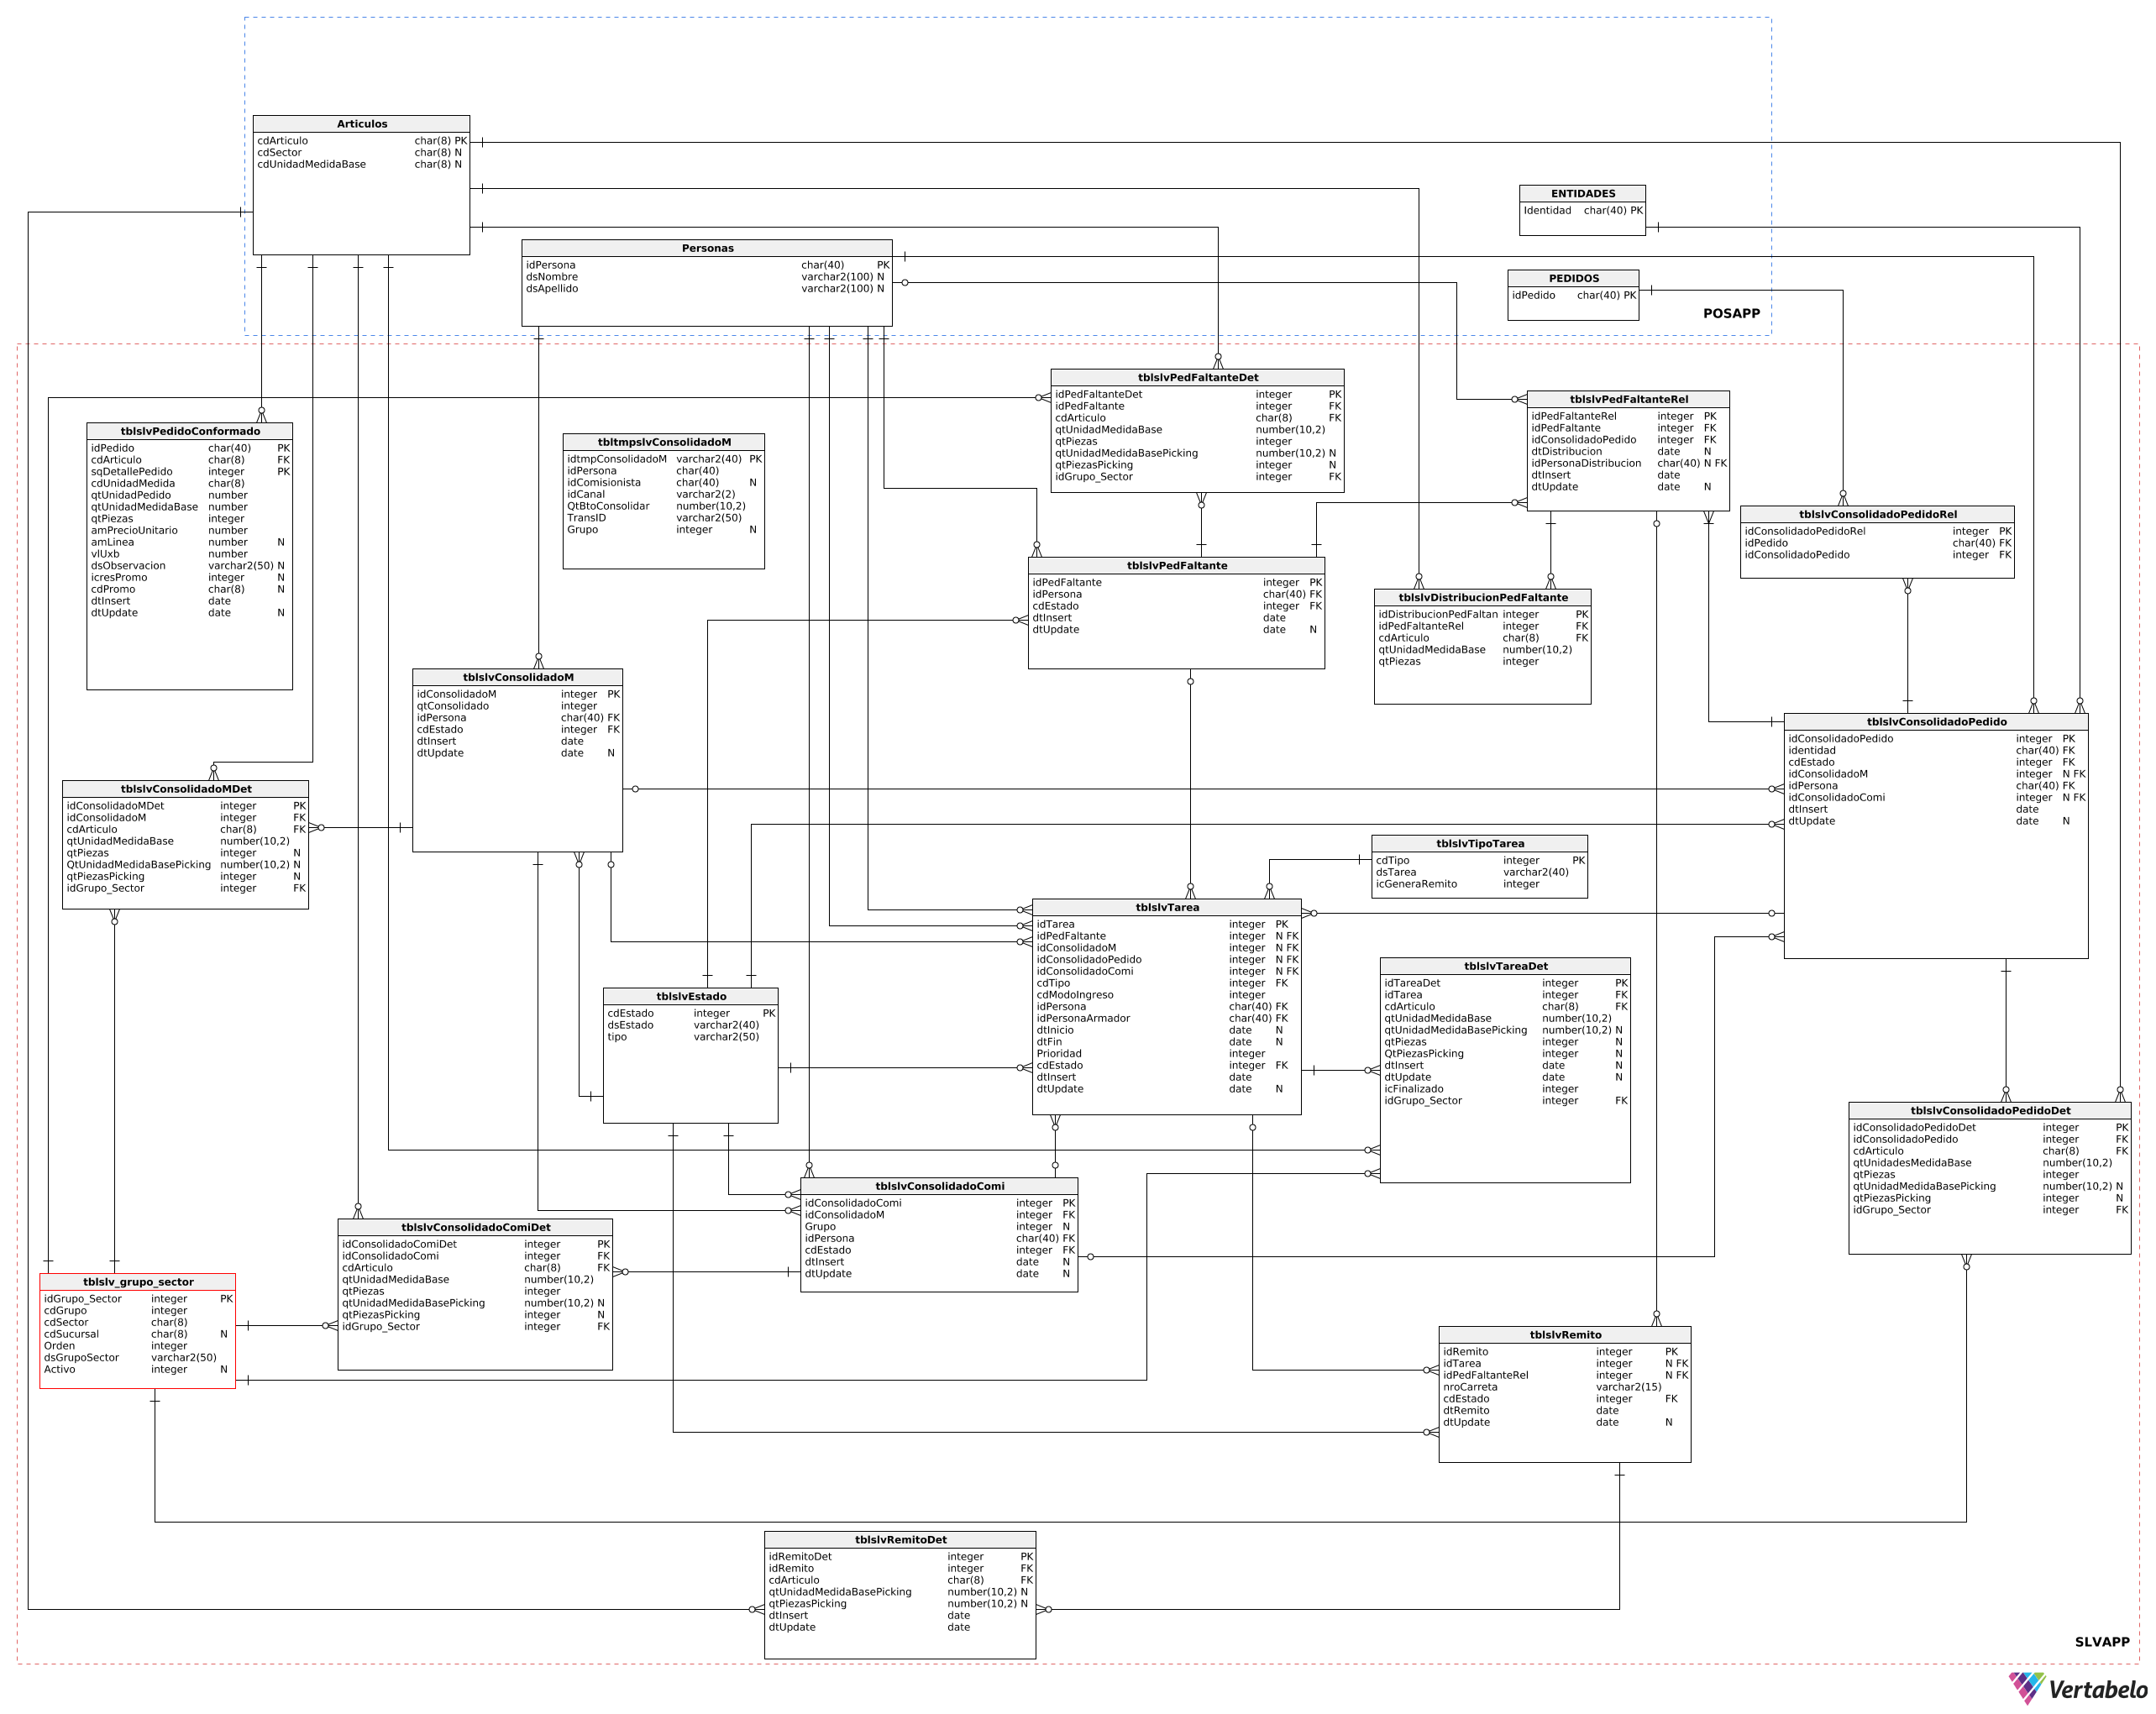 Articulos
cdArticulo char(8) PK
cdSector char(8) N
cdUnidadMedidaBase char(8) N
ENTIDADES
Identidad char(40) PK
Personas
idPersona char(40) PK
dsNombre varchar2(100) N
dsApellido varchar2(100) N
PEDIDOS
idPedido char(40) PK
POSAPP
tblslvPedFaltanteDet
idPedFaltanteDet integer PK
idPedFaltante integer FK
cdArticulo char(8) FK
qtUnidadMedidaBase number(10,2)
qtPiezas integer
qtUnidadMedidaBasePicking number(10,2) N
qtPiezasPicking integer N
idGrupo_Sector integer FK
tblslvPedFaltanteRel
idPedFaltanteRel integer PK
idPedFaltante integer FK
idConsolidadoPedido integer FK
dtDistribucion date N
idPersonaDistribucion char(40) N FK
dtInsert date
dtUpdate date N
tblslvPedidoConformado
idPedido char(40) PK
cdArticulo char(8) FK
sqDetallePedido integer PK
cdUnidadMedida char(8)
qtUnidadPedido number
qtUnidadMedidaBase number
qtPiezas integer
amPrecioUnitario number
amLinea number N
vlUxb number
dsObservacion varchar2(50) N
icresPromo integer N
cdPromo char(8) N
dtInsert date
dtUpdate date N
tbltmpslvConsolidadoM
idtmpConsolidadoM varchar2(40) PK
idPersona char(40)
idComisionista char(40) N
idCanal varchar2(2)
QtBtoConsolidar number(10,2)
TransID varchar2(50)
Grupo integer N
tblslvConsolidadoPedidoRel
idConsolidadoPedidoRel integer PK
idPedido char(40) FK
idConsolidadoPedido integer FK
tblslvPedFaltante
idPedFaltante integer PK
idPersona char(40) FK
cdEstado integer FK
dtInsert date
dtUpdate date N
tblslvDistribucionPedFaltante
idDistribucionPedFaltan integer PK
idPedFaltanteRel integer FK
cdArticulo char(8) FK
qtUnidadMedidaBase number(10,2)
qtPiezas integer
tblslvConsolidadoM
idConsolidadoM integer PK
qtConsolidado integer
idPersona char(40) FK
cdEstado integer FK
dtInsert date
dtUpdate date N
tblslvConsolidadoPedido
idConsolidadoPedido integer PK
identidad char(40) FK
cdEstado integer FK
idConsolidadoM integer N FK
idPersona char(40) FK
idConsolidadoComi integer N FK
dtInsert date
dtUpdate date N
tblslvConsolidadoMDet
idConsolidadoMDet integer PK
idConsolidadoM integer FK
cdArticulo char(8) FK
qtUnidadMedidaBase number(10,2)
qtPiezas integer N
QtUnidadMedidaBasePicking number(10,2) N
qtPiezasPicking integer N
idGrupo_Sector integer FK
tblslvTipoTarea
cdTipo integer PK
dsTarea varchar2(40)
icGeneraRemito integer
tblslvTarea
idTarea integer PK
idPedFaltante integer N FK
idConsolidadoM integer N FK
idConsolidadoPedido integer N FK
idConsolidadoComi integer N FK
cdTipo integer FK
cdModoIngreso integer
idPersona char(40) FK
idPersonaArmador char(40) FK
dtInicio date N
dtFin date N
Prioridad integer
cdEstado integer FK
dtInsert date
dtUpdate date N
tblslvTareaDet
idTareaDet integer PK
idTarea integer FK
cdArticulo char(8) FK
qtUnidadMedidaBase number(10,2)
qtUnidadMedidaBasePicking number(10,2) N
qtPiezas integer N
QtPiezasPicking integer N
dtInsert date N
dtUpdate date N
icFinalizado integer
idGrupo_Sector integer FK
tblslvEstado
cdEstado integer PK
dsEstado varchar2(40)
tipo varchar2(50)
tblslvConsolidadoPedidoDet
idConsolidadoPedidoDet integer PK
idConsolidadoPedido integer FK
cdArticulo char(8) FK
qtUnidadesMedidaBase number(10,2)
qtPiezas integer
qtUnidadMedidaBasePicking number(10,2) N
qtPiezasPicking integer N
idGrupo_Sector integer FK
tblslvConsolidadoComi
idConsolidadoComi integer PK
idConsolidadoM integer FK
Grupo integer N
idPersona char(40) FK
cdEstado integer FK
dtInsert date N
dtUpdate date N
tblslvConsolidadoComiDet
idConsolidadoComiDet integer PK
idConsolidadoComi integer FK
cdArticulo char(8) FK
qtUnidadMedidaBase number(10,2)
qtPiezas integer
qtUnidadMedidaBasePicking number(10,2) N
qtPiezasPicking integer N
idGrupo_Sector integer FK
tblslv_grupo_sector
idGrupo_Sector integer PK
cdGrupo integer
cdSector char(8)
cdSucursal char(8) N
Orden integer
dsGrupoSector varchar2(50)
Activo integer N
tblslvRemito
idRemito integer PK
idTarea integer N FK
idPedFaltanteRel integer N FK
nroCarreta varchar2(15)
cdEstado integer FK
dtRemito date
dtUpdate date N
tblslvRemitoDet
idRemitoDet integer PK
idRemito integer FK
cdArticulo char(8) FK
qtUnidadMedidaBasePicking number(10,2) N
qtPiezasPicking number(10,2) N
dtInsert date
dtUpdate date
SLVAPP
Vertabelo